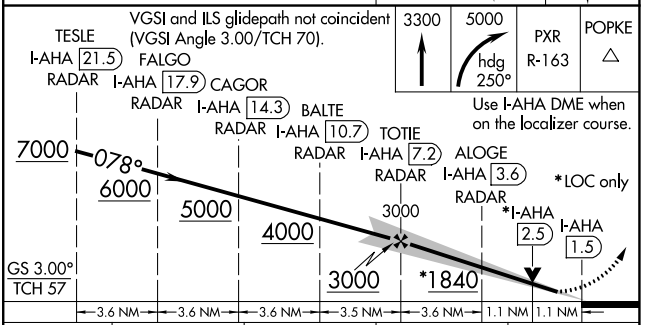 VGSI and ILS glidepath not coincident
(VGSI Angle 3.00/TCH 70).
3300
5000
hdg
250°
PXR
R-163
POPKE
Use I-AHA DME when
on the localizer course.
TESLE
I-AHA 21.5
RADAR
FALGO
I-AHA 17.9
RADAR
CAGOR
I-AHA 14.3
RADAR
BALTE
I-AHA 10.7
RADAR
TOTIE
I-AHA 7.2
RADAR
ALOGE
I-AHA 3.6
RADAR
*LOC only
*I-AHA
2.5
I-AHA
1.5
7000
078°
6000
5000
4000
3000
3000
*1840
GS 3.00°
TCH 57
3.6 NM
3.6 NM
3.6 NM
3.5 NM
3.6 NM
1.1 NM
1.1 NM